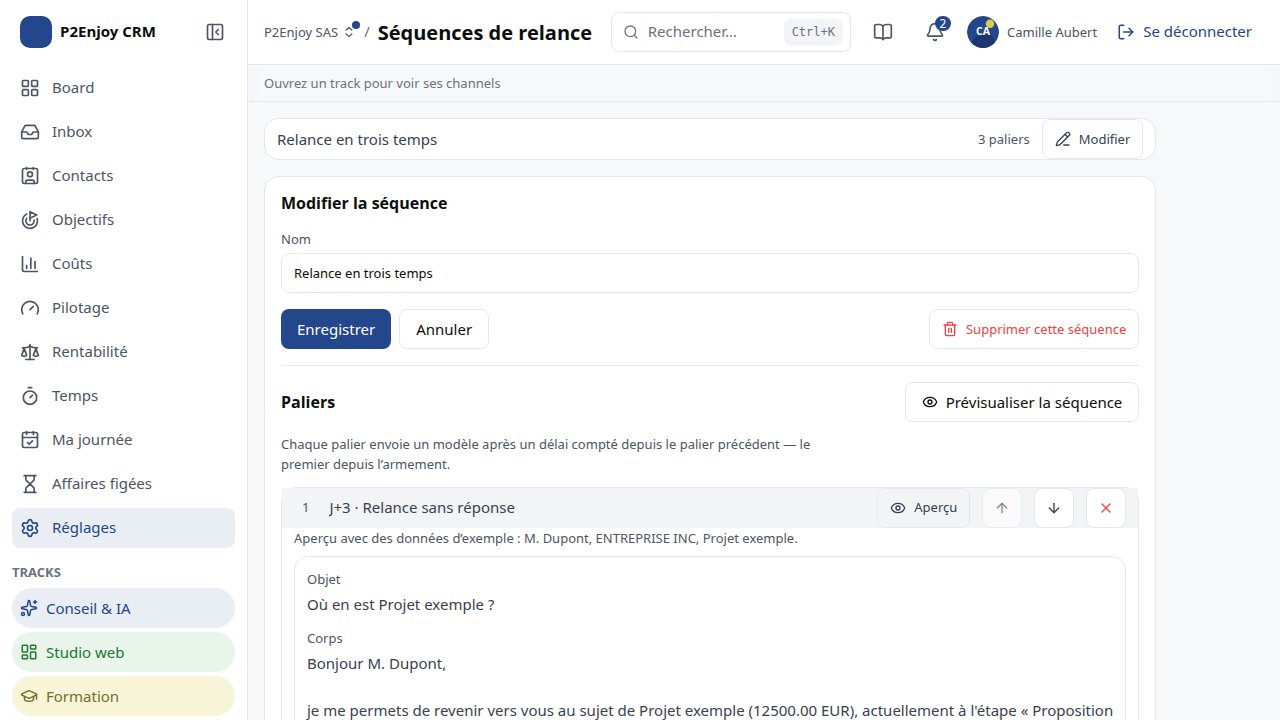 P2Enjoy CRM
P2Enjoy SAS / Séquences de relance
Rechercher... Ctrl+K
2
CA Camille Aubert
Se déconnecter
Board
Inbox
Contacts
Objectifs
Coûts
Pilotage
Rentabilité
Temps
Ma journée
Affaires figées
Réglages
TRACKS
Conseil & IA
Studio web
Formation
Ouvrez un track pour voir ses channels
Relance en trois temps 3 paliers Modifier
Modifier la séquence
Nom
Relance en trois temps
Enregistrer Annuler Supprimer cette séquence
Paliers Prévisualiser la séquence
Chaque palier envoie un modèle après un délai compté depuis le palier précédent — le
premier depuis l’armement.
1 J+3 · Relance sans réponse Aperçu
Aperçu avec des données d’exemple : M. Dupont, ENTREPRISE INC, Projet exemple.
Objet
Où en est Projet exemple ?
Corps
Bonjour M. Dupont,
je me permets de revenir vers vous au sujet de Projet exemple (12500.00 EUR), actuellement à l'étape « Proposition